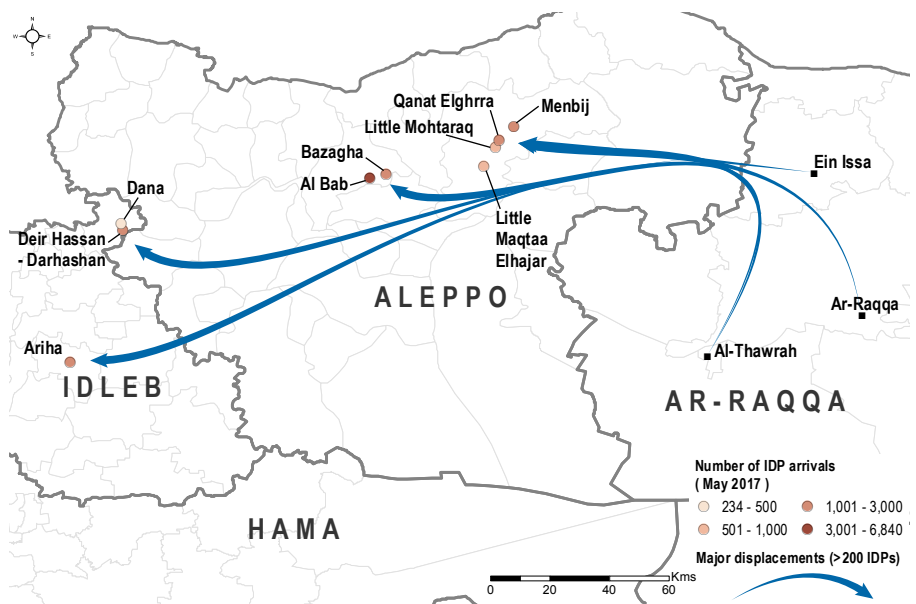 N
W
E
S
Qanat Elghrra
Menbij
Little Mohtaraq
Bazagha
Al Bab
Ein Issa
Dana
Deir Hassan
- Darhashan
Little
Maqtaa
Elhajar
ALEPPO
Ar-Raqqa
Ariha
Al-Thawrah
IDLEB
AR-RAQQA
HAMA
Number of IDP arrivals
( May 2017 )
234 - 500
1,001 - 3,000
501 - 1,000
3,001 - 6,840
Major displacements (>200 IDPs)
Kms
0 10 20 40 60